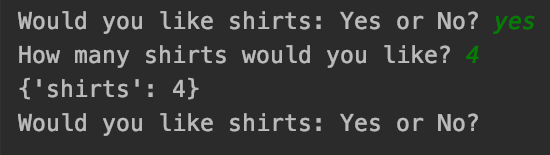 Would you like shirts: Yes or No? yes
How many shirts would you like? 4
{'shirts': 4}
Would you like shirts: Yes or No?